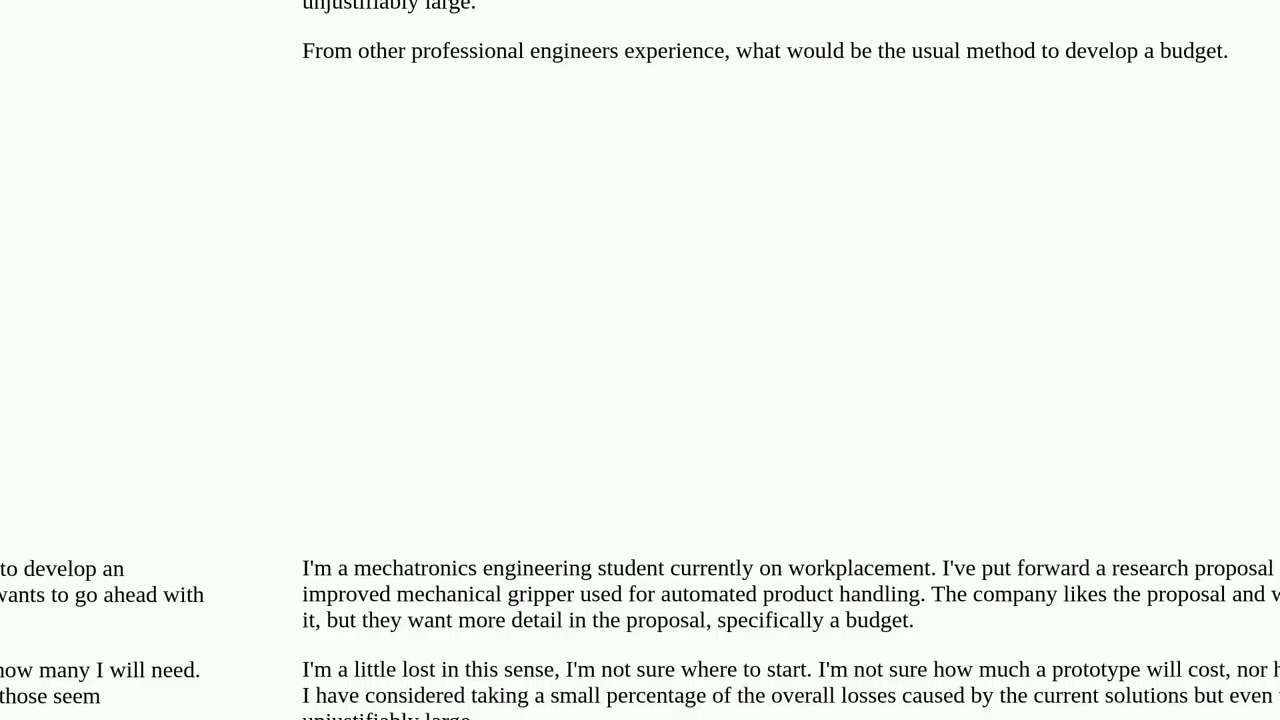 unjustifiably large.
From other professional engineers experience, what would be the usual method to develop a budget.
to develop an
wants to go ahead with
how many I will need.
those seem
I'm a mechatronics engineering student currently on workplacement. I've put forward a research proposal
improved mechanical gripper used for automated product handling. The company likes the proposal and w
it, but they want more detail in the proposal, specifically a budget.
I'm a little lost in this sense, I'm not sure where to start. I'm not sure how much a prototype will cost, nor h
I have considered taking a small percentage of the overall losses caused by the current solutions but even
unjustifiably large.